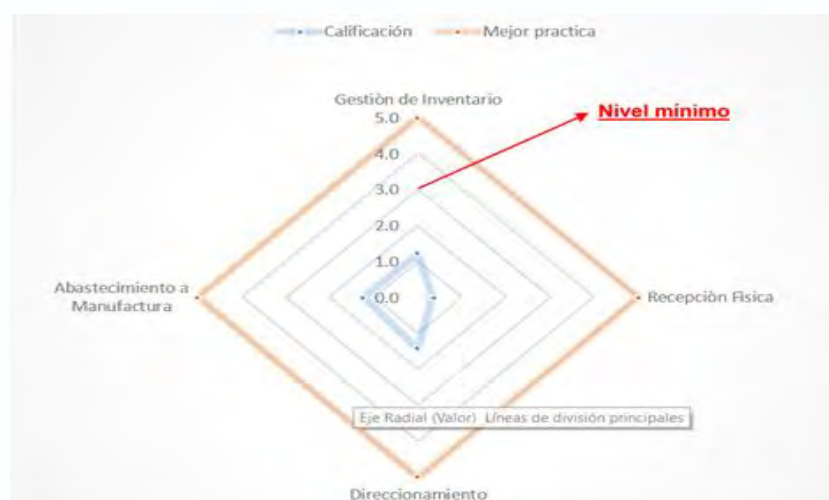 Calificación Mejor practica
Gestiòn de Inventario
Nivel mínimo
5.0
4.0
3.0
2.0
1.0
0.0
Abastecimiento a
Manufactura
Recepciòn Fisica
Eje Radial (Valor) Líneas de división principales
Direccionamiento